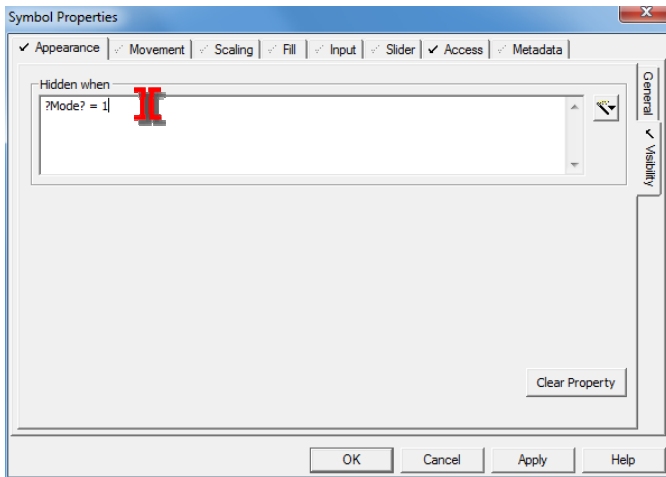 Symbol Properties
Appearance Movement Scaling Fill Input Slider Access Metadata
General
Visibility
Hidden when
?Mode? = 1
Clear Property
OK Cancel Apply Help